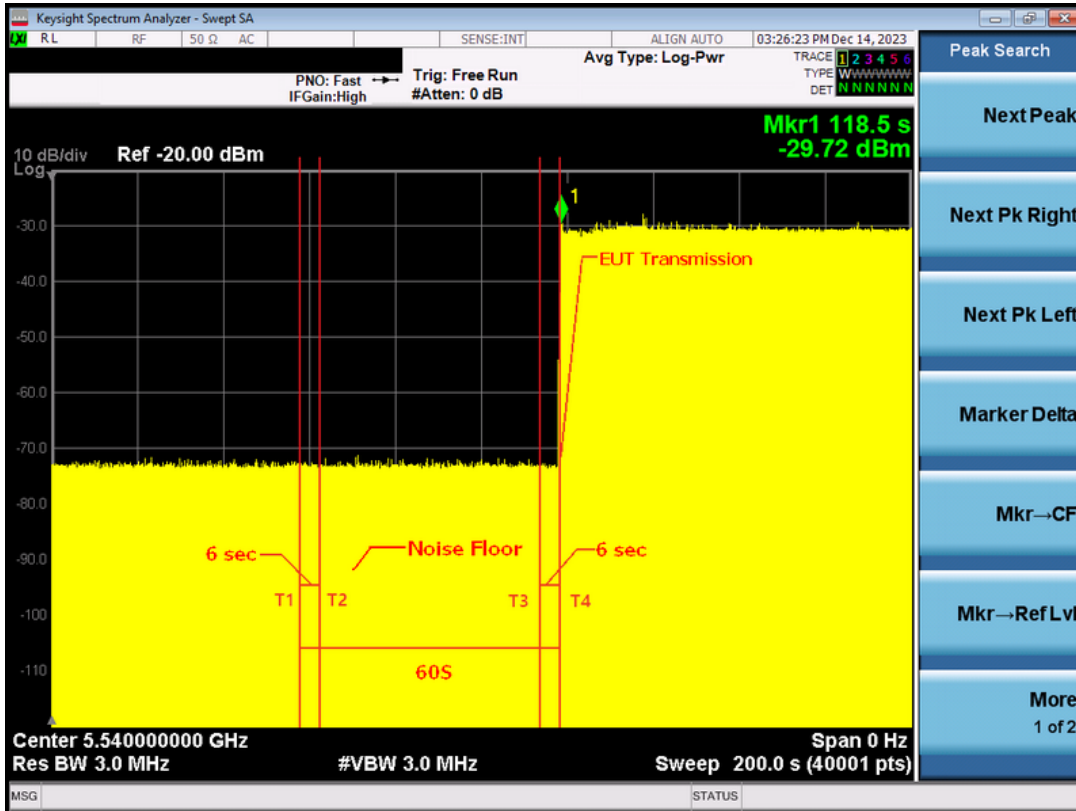 Keysight Spectrum Analyzer - Swept SA
LXI RL RF 50 Ω AC SENSE:INT ALIGN AUTO 03:26:23 PM Dec 14, 2023
PNO: Fast
IFGain:High
Trig: Free Run
#Atten: 0 dB
Avg Type: Log-Pwr
TRACE 1 2 3 4 5 6
TYPE WWWWWW
DET N N N N N N
Mkr1 118.5 s
-29.72 dBm
10 dB/div Ref -20.00 dBm
Log
1
-30.0
EUT Transmission
-40.0
-50.0
-60.0
-70.0
-80.0
6 sec Noise Floor 6 sec
-90.0
T1 T2 T3 T4
-100
-110
60S
Center 5.540000000 GHz Span 0 Hz
Res BW 3.0 MHz #VBW 3.0 MHz Sweep 200.0 s (40001 pts)
MSG STATUS
Peak Search
Next Peak
Next Pk Right
Next Pk Left
Marker Delta
Mkr→CF
Mkr→Ref Lvl
More
1 of 2